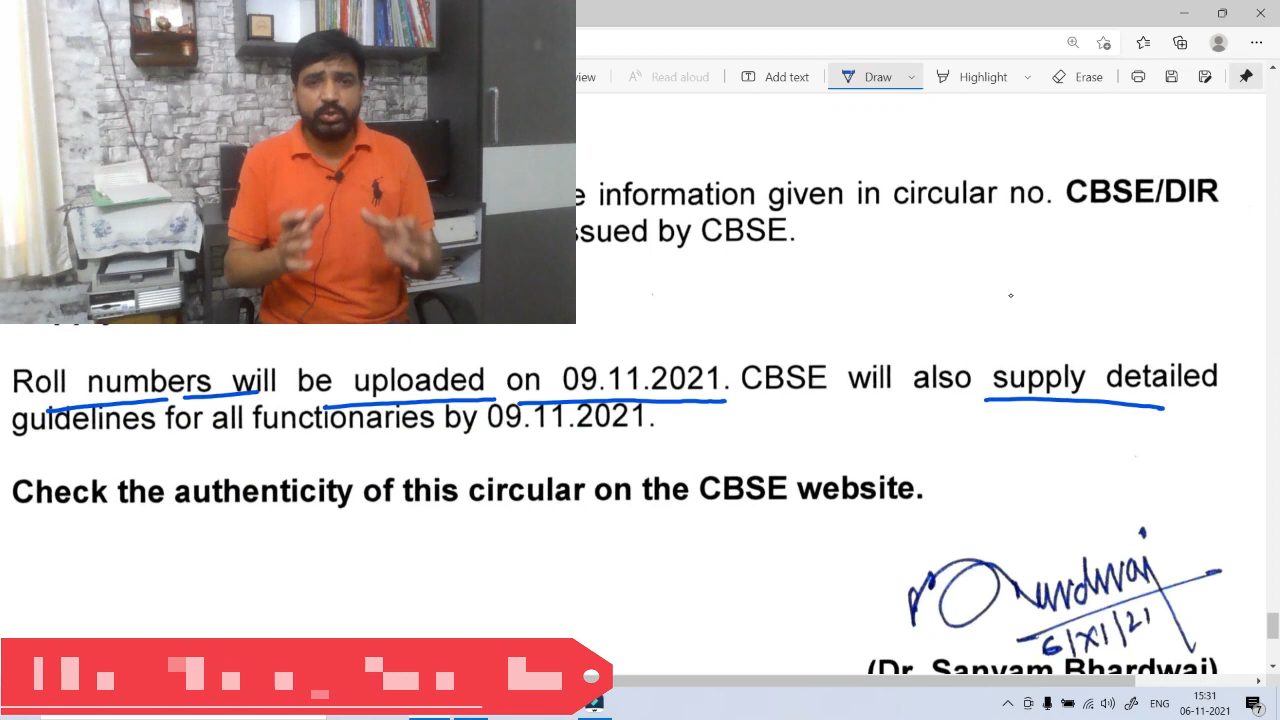 view
Read aloud
Add text
Draw
Highlight
Erase
e information given in circular no. CBSE/DIR
ssued by CBSE.
Roll numbers will be uploaded on 09.11.2021. CBSE will also supply detailed
guidelines for all functionaries by 09.11.2021.
Check the authenticity of this circular on the CBSE website.
6/XI/21
(Dr. Sanyam Bhardwaj)
15:31
06-11-2021